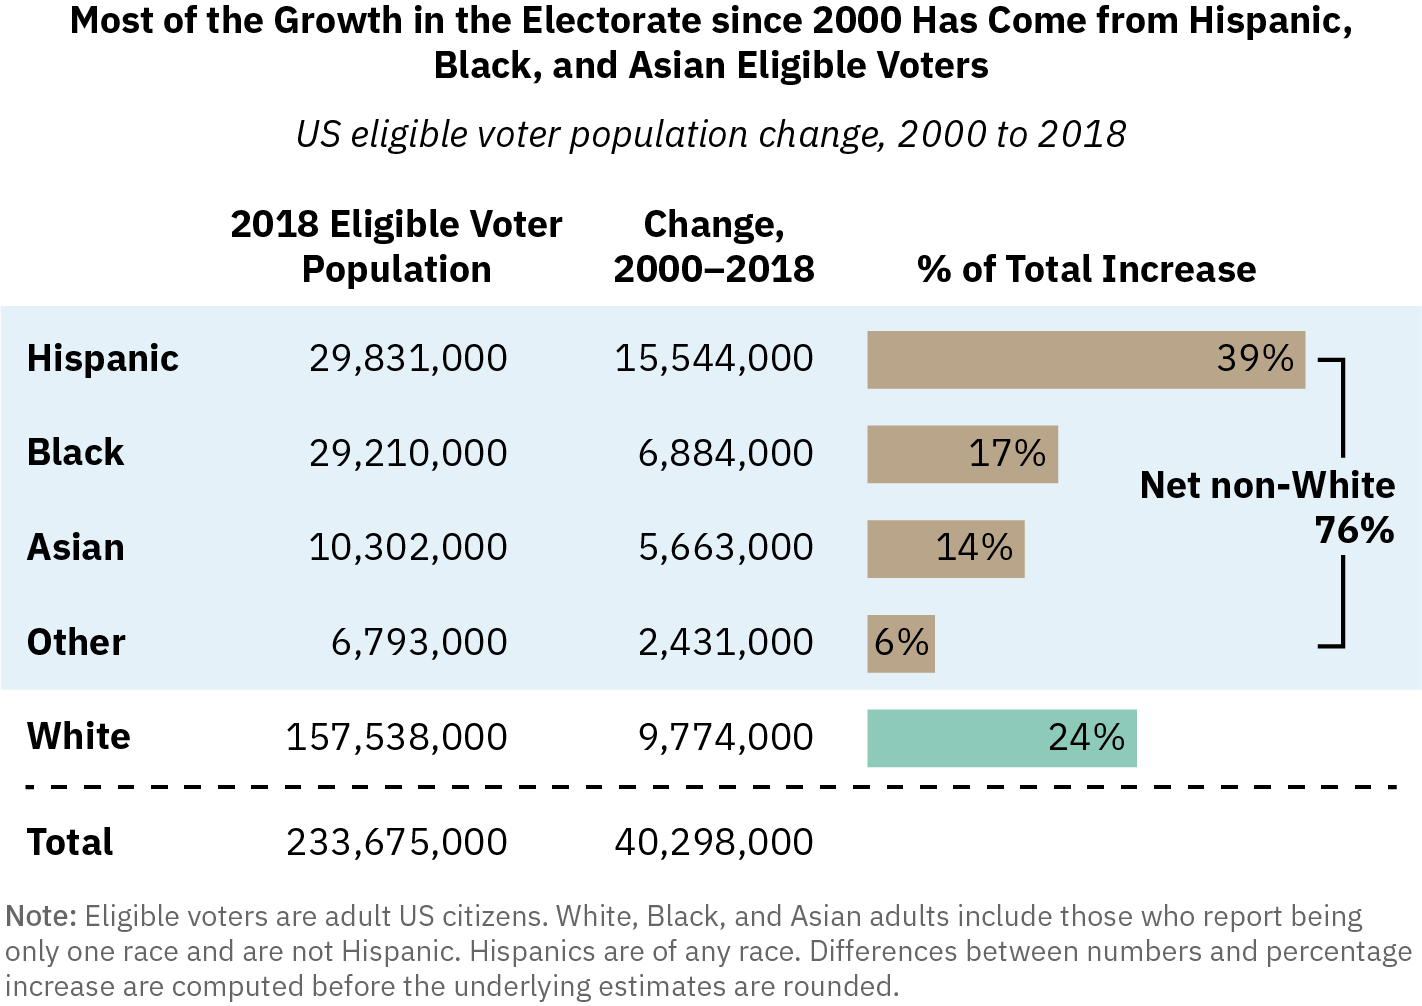 Most of the Growth in the Electorate since 2000 Has Come from Hispanic,
Black, and Asian Eligible Voters
US eligible voter population change, 2000 to 2018
2018 Eligible Voter Population Change, 2000–2018 % of Total Increase
Hispanic 29,831,000 15,544,000 39%
Black 29,210,000 6,884,000 17%
Net non-White
76%
Asian 10,302,000 5,663,000 14%
Other 6,793,000 2,431,000 6%
White 157,538,000 9,774,000 24%
Total 233,675,000 40,298,000
Note: Eligible voters are adult US citizens. White, Black, and Asian adults include those who report being
only one race and are not Hispanic. Hispanics are of any race. Differences between numbers and percentage
increase are computed before the underlying estimates are rounded.